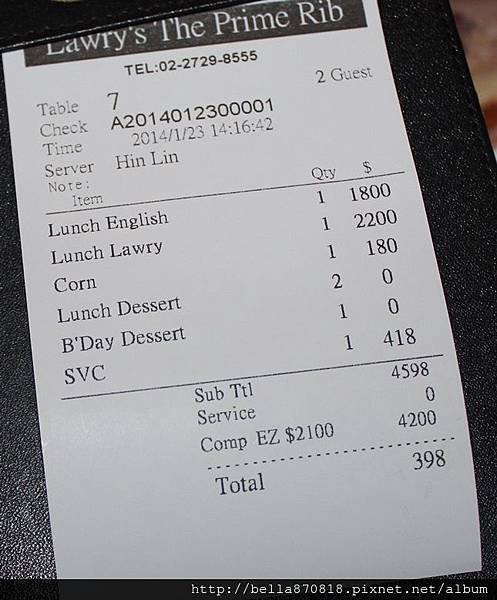 Lawry's The Prime Rib
TEL:02-2729-8555
2 Guest
Table 7
Check A2014012300001
Time 2014/1/23 14:16:42
Server Hin Lin
Note:
Item Qty $
Lunch English 1 1800
Lunch Lawry 1 2200
Corn 1 180
Lunch Dessert 2 0
B'Day Dessert 1 0
SVC 1 418
Sub Ttl 4598
Service 0
Comp EZ $2100 4200
Total 398
http://bella870818.pixnet.net/album